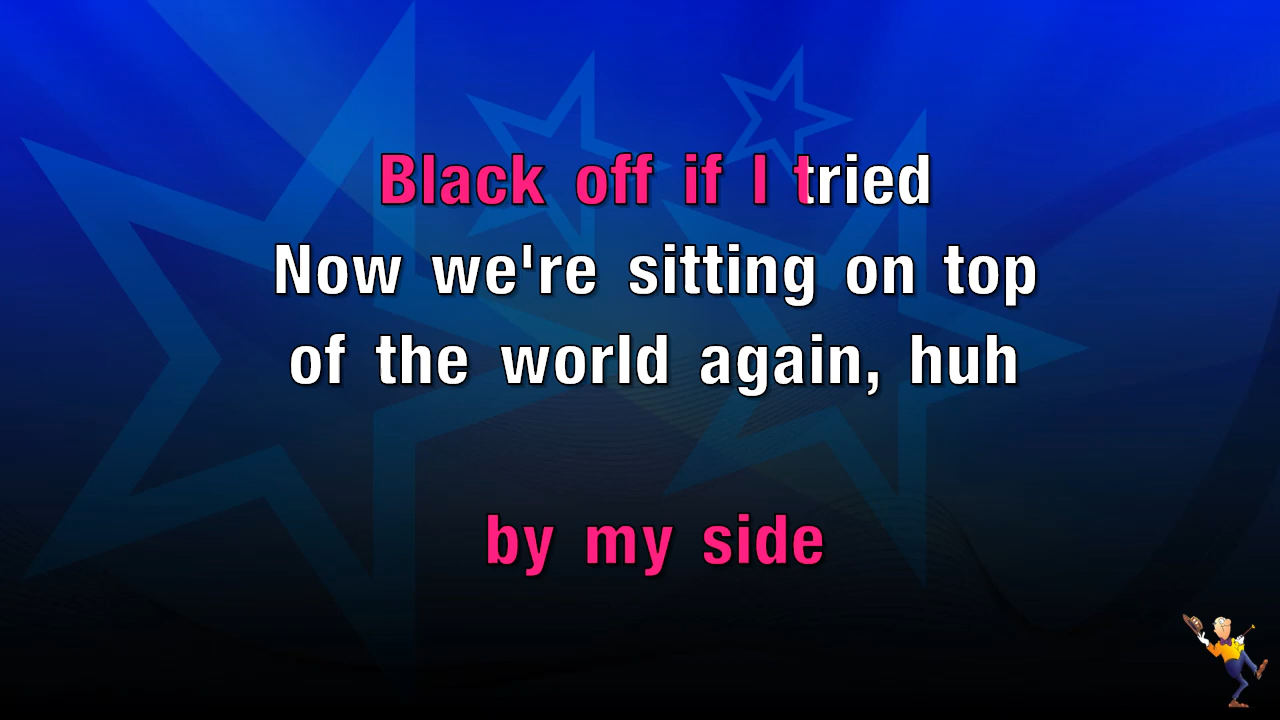 Black off if I tried
Now we're sitting on top
of the world again, huh
by my side